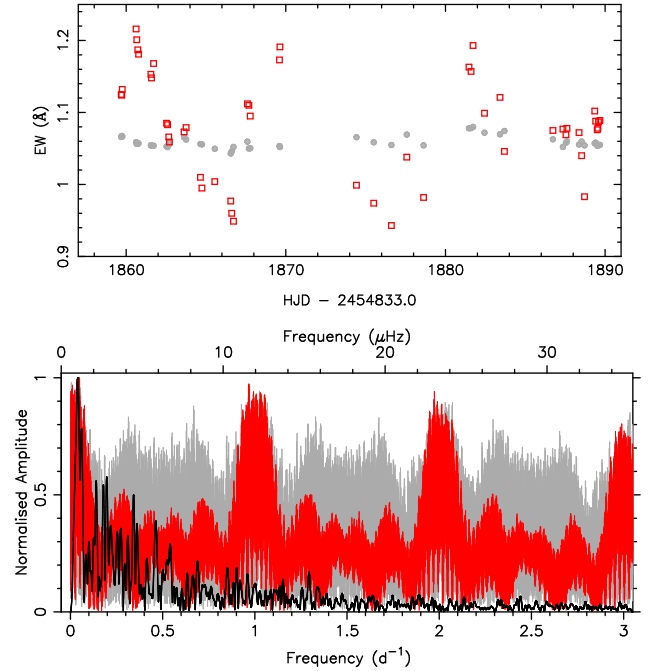 1.2
1.1
1
0.9
EW (Å)
1860 1870 1880 1890
HJD − 2454833.0
Frequency (μHz)
0 10 20 30
1
0.5
0
Normalised Amplitude
0 0.5 1 1.5 2 2.5 3
Frequency (d⁻¹)